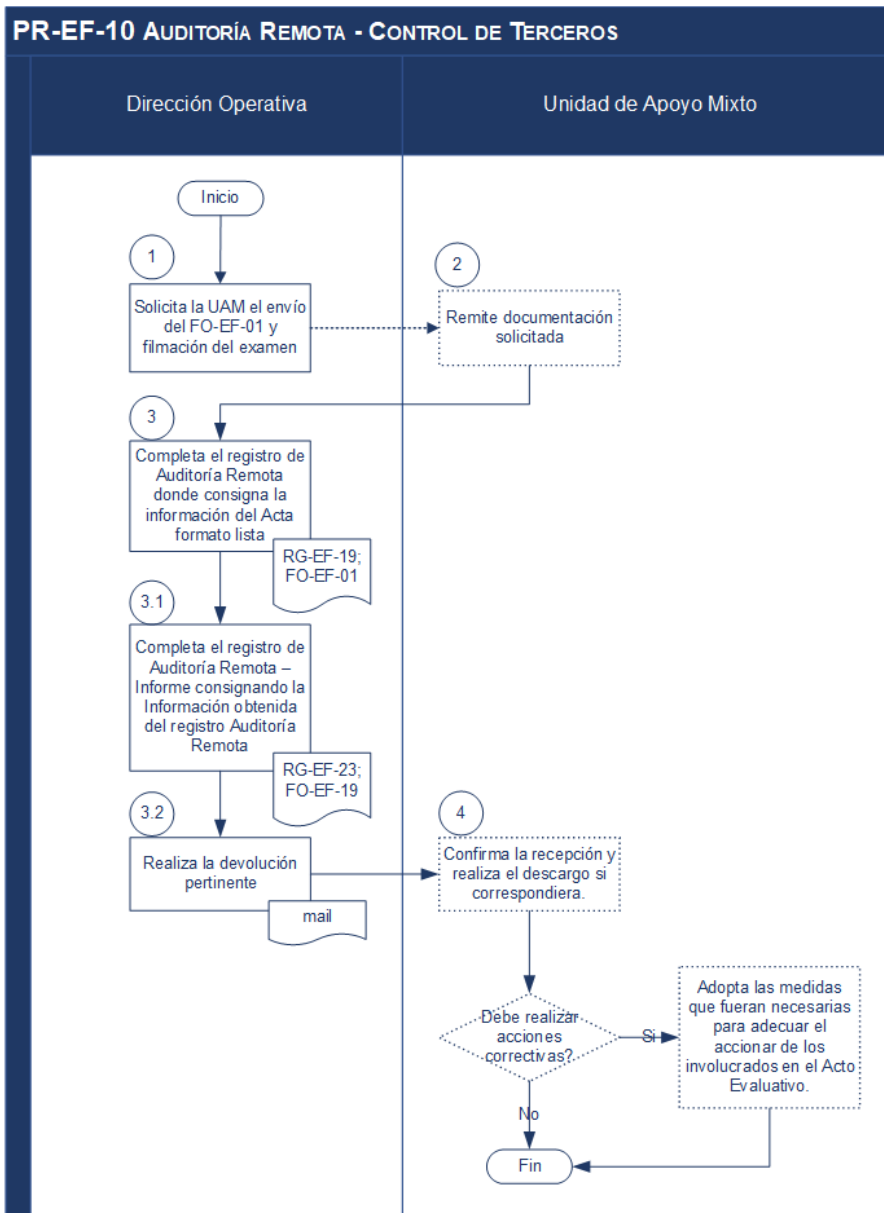 PR-EF-10 AUDITORÍA REMOTA - CONTROL DE TERCEROS
Dirección Operativa
Unidad de Apoyo Mixto
Inicio
1
Solicita la UAM el envío
del FO-EF-01 y
filmación del examen
2
Remite documentación
solicitada
3
Completa el registro de
Auditoría Remota
donde consigna la
información del Acta
formato lista
RG-EF-19;
FO-EF-01
3.1
Completa el registro de
Auditoría Remota –
Informe consignando la
Información obtenida
del registro Auditoría
Remota
RG-EF-23;
FO-EF-19
3.2
Realiza la devolución
pertinente
mail
4
Confirma la recepción y
realiza el descargo si
correspondiera.
Debe realizar
acciones
correctivas?
Si
Adopta las medidas
que fueran necesarias
para adecuar el
accionar de los
involucrados en el Acto
Evaluativo.
No
Fin